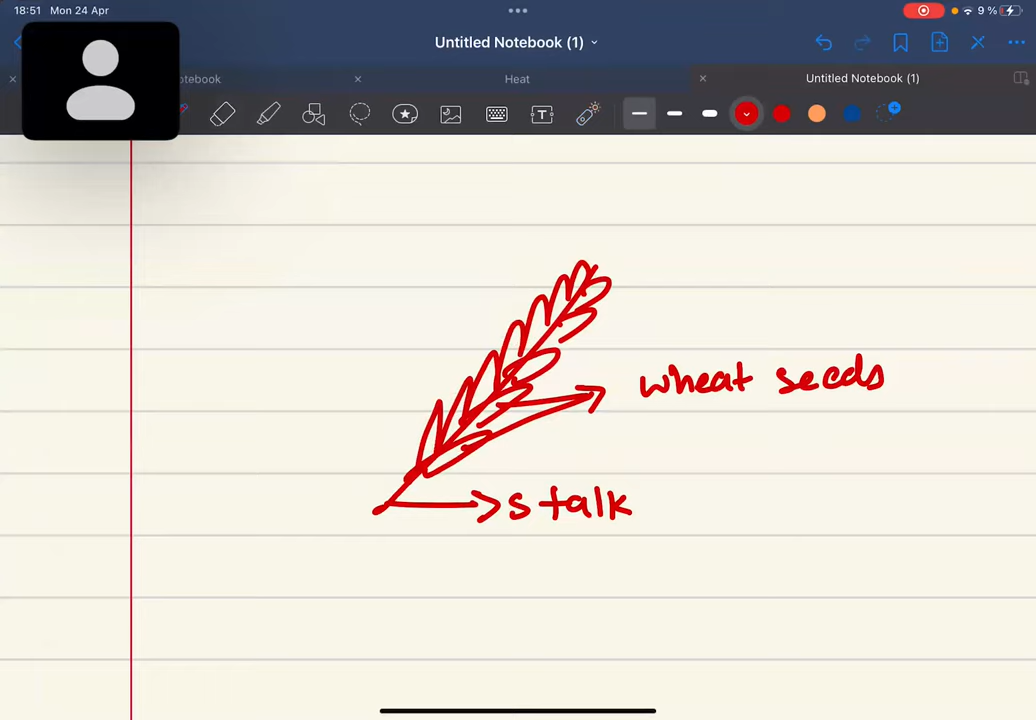 18:51 Mon 24 Apr
9 %
Untitled Notebook (1)
otebook
Heat
Untitled Notebook (1)
T
wheat seeds
stalk